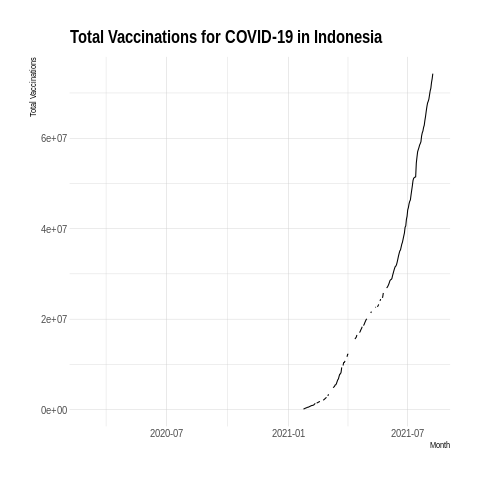 Total Vaccinations for COVID-19 in Indonesia
Total Vaccinations
6e+07
4e+07
2e+07
0e+00
2020-07 2021-01 2021-07
Month